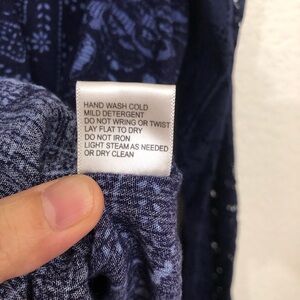 HAND WASH COLD
MILD DETERGENT
DO NOT WRING OR TWIST
LAY FLAT TO DRY
DO NOT IRON
LIGHT STEAM AS NEEDED
OR DRY CLEAN